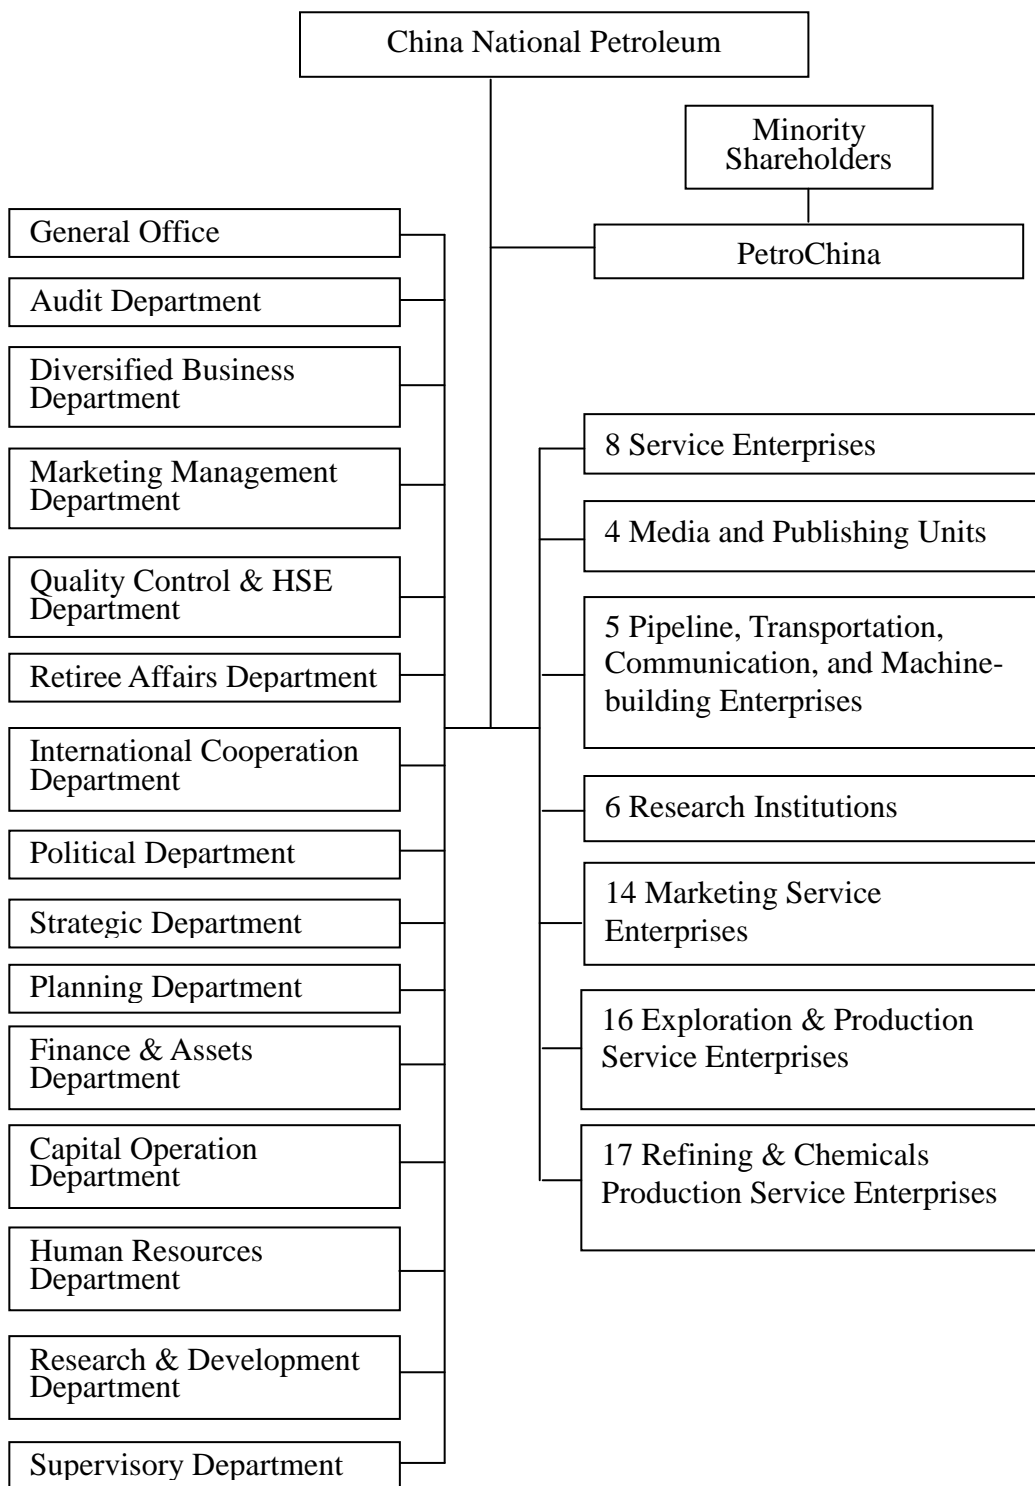 China National Petroleum
Minority
Shareholders
PetroChina
General Office
Audit Department
Diversified Business
Department
Marketing Management
Department
Quality Control & HSE
Department
Retiree Affairs Department
International Cooperation
Department
Political Department
Strategic Department
Planning Department
Finance & Assets
Department
Capital Operation
Department
Human Resources
Department
Research & Development
Department
Supervisory Department
8 Service Enterprises
4 Media and Publishing Units
5 Pipeline, Transportation,
Communication, and Machine-
building Enterprises
6 Research Institutions
14 Marketing Service
Enterprises
16 Exploration & Production
Service Enterprises
17 Refining & Chemicals
Production Service Enterprises